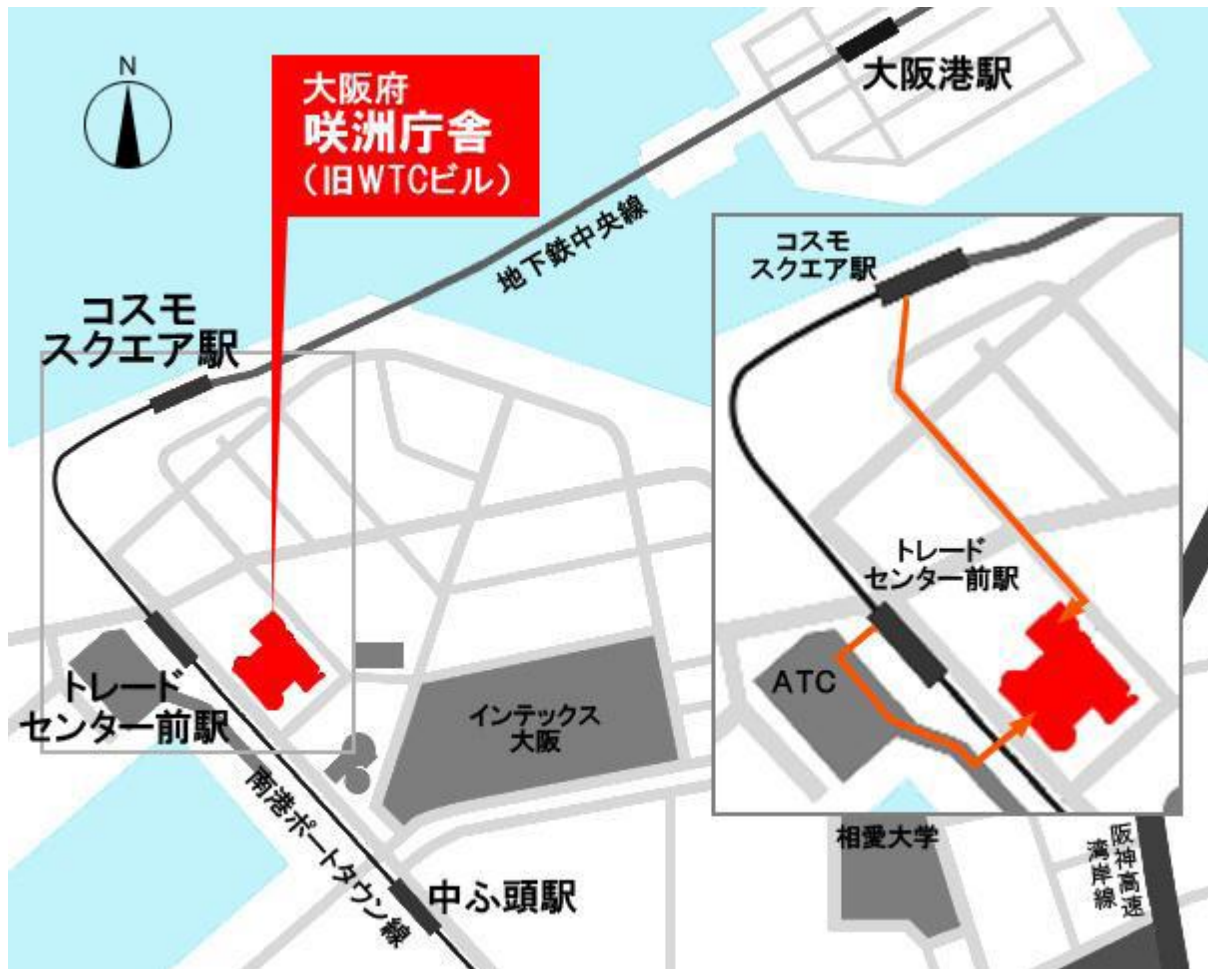 N
大阪府
咲洲庁舎
（旧WTCビル）
大阪港駅
地下鉄中央線
コスモ
スクエア駅
コスモ
スクエア駅
トレード
センター前駅
ATC
トレード
センター前駅
インテックス
大阪
南港ポートタウン線
中ふ頭駅
相愛大学
阪神高速
湾岸線